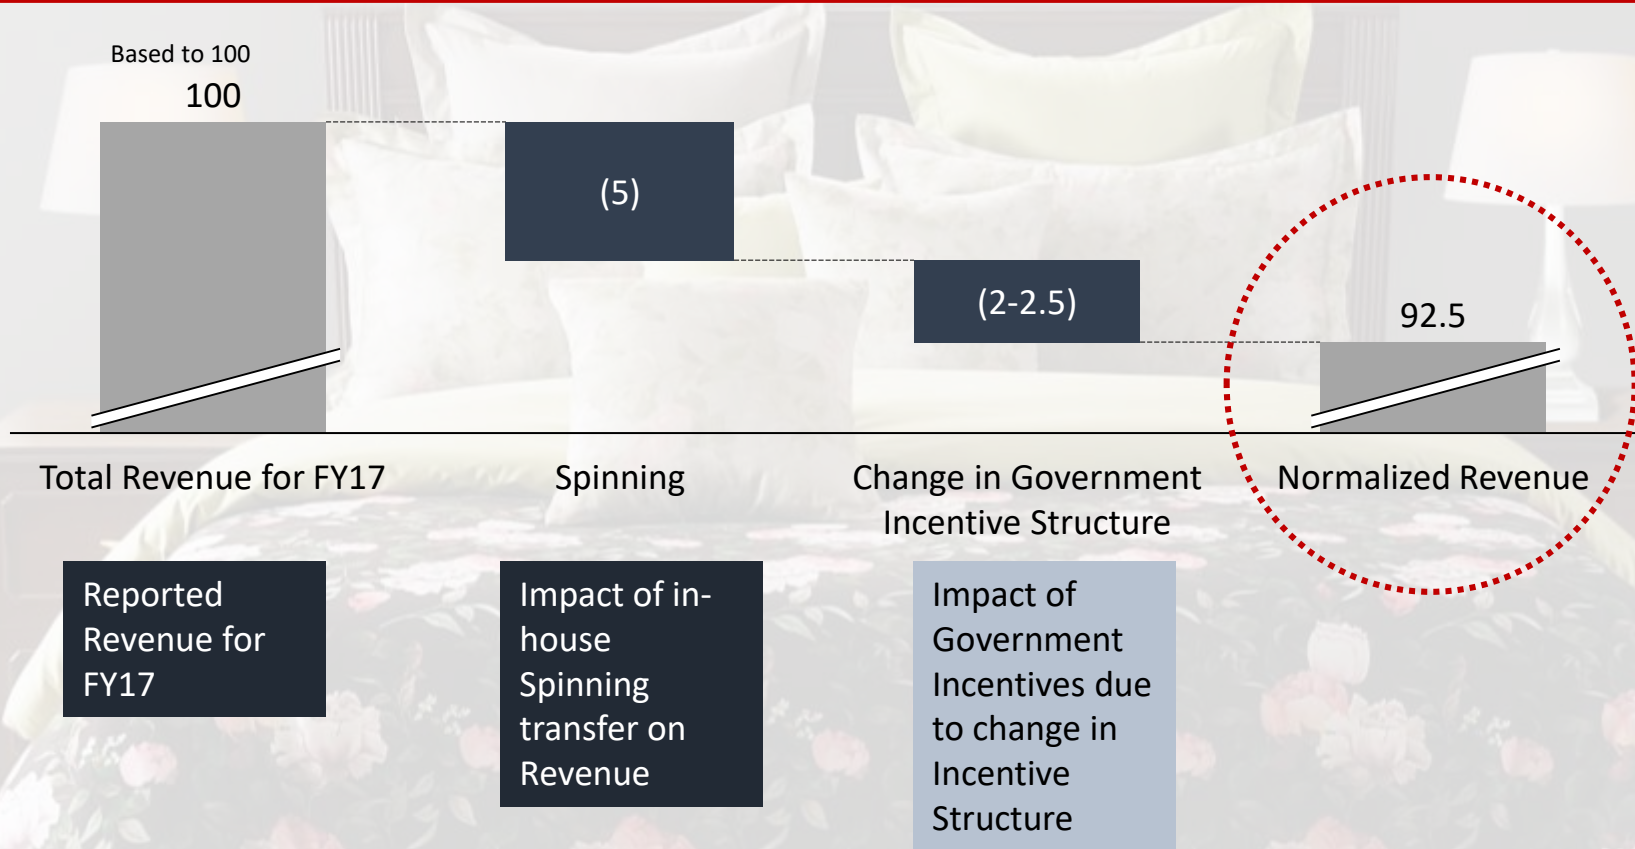 Based to 100
100
(5)
(2-2.5)
92.5
Total Revenue for FY17
Spinning
Change in Government
Incentive Structure
Normalized Revenue
Reported
Revenue for
FY17
Impact of in-
house
Spinning
transfer on
Revenue
Impact of
Government
Incentives due
to change in
Incentive
Structure